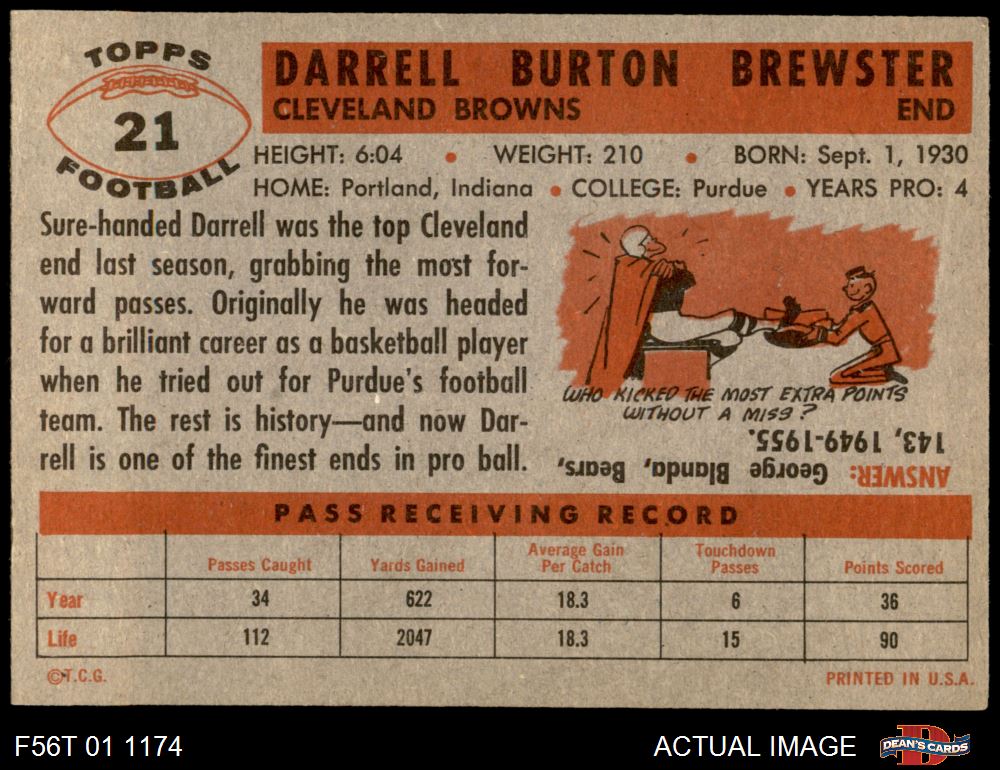 TOPPS
21
FOOTBALL
DARRELL BURTON BREWSTER
CLEVELAND BROWNS END
HEIGHT: 6:04 • WEIGHT: 210 • BORN: Sept. 1, 1930
HOME: Portland, Indiana • COLLEGE: Purdue • YEARS PRO: 4
Sure-handed Darrell was the top Cleveland
end last season, grabbing the most for-
ward passes. Originally he was headed
for a brilliant career as a basketball player
when he tried out for Purdue's football
team. The rest is history—and now Dar-
rell is one of the finest ends in pro ball.
WHO KICKED THE MOST EXTRA POINTS
WITHOUT A MISS?
ANSWER: George Blanda, Bears,
143, 1949-1955.
PASS RECEIVING RECORD
Passes Caught Yards Gained Average Gain Per Catch Touchdown Passes Points Scored
Year 34 622 18.3 6 36
Life 112 2047 18.3 15 90
©T.C.G. PRINTED IN U.S.A.
F56T 01 1174 ACTUAL IMAGE DEAN'S CARDS